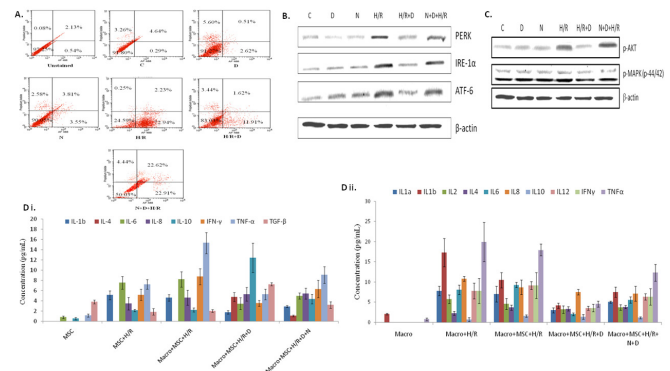 A.
0.08% 2.13%
0.54%
Unstained
3.26% 4.64%
0.29%
C
5.60% 0.51%
2.62%
D
2.58% 3.81%
3.55%
N
0.25% 2.23%
24.59%
H/R
3.44% 1.62%
11.91%
H/R+D
4.44% 22.62%
22.91%
N+D+H/R
B.
C D N H/R H/R+D N+D+H/R
PERK
IRE-1α
ATF-6
β-actin
C.
C D N H/R H/R+D N+D+H/R
p-AKT
p-MAPK(p-44/42)
β-actin
D i.
IL-1b IL-4 IL-6 IL-8 IL-10 IFN-γ TNF-α TGF-β
Concentration (pg/mL)
20
18
16
14
12
10
8
6
4
2
0
MSC
MSC+H/R
Macro+MSC+H/R
Macro+MSC+H/R+D
Macro+MSC+H/R+D+N
D ii.
IL1a IL1b IL2 IL4 IL6 IL8 IL10 IL12 IFNγ TNFα
Concentration (pg/mL)
30
25
20
15
10
5
0
Macro
Macro+H/R
Macro+MSC+H/R
Macro+MSC+H/R+D
Macro+MSC+H/R+
N+D